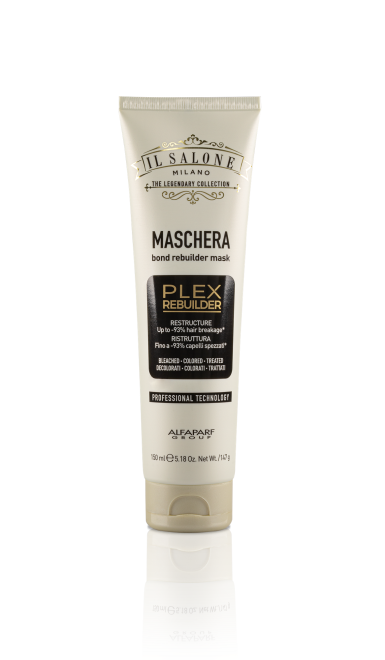 IL SALONE
MILANO
THE LEGENDARY COLLECTION
MASCHERA
bond rebuilder mask
PLEX
REBUILDER
RESTRUCTURE
Up to -93% hair breakage*
RISTRUTTURA
Fino a -93% capelli spezzati*
BLEACHED • COLORED • TREATED
DECOLORATI • COLORATI • TRATTATI
PROFESSIONAL TECHNOLOGY
ALFAPARF
GROUP
150 ml ℮ 5.18 Oz. Net Wt./147 g